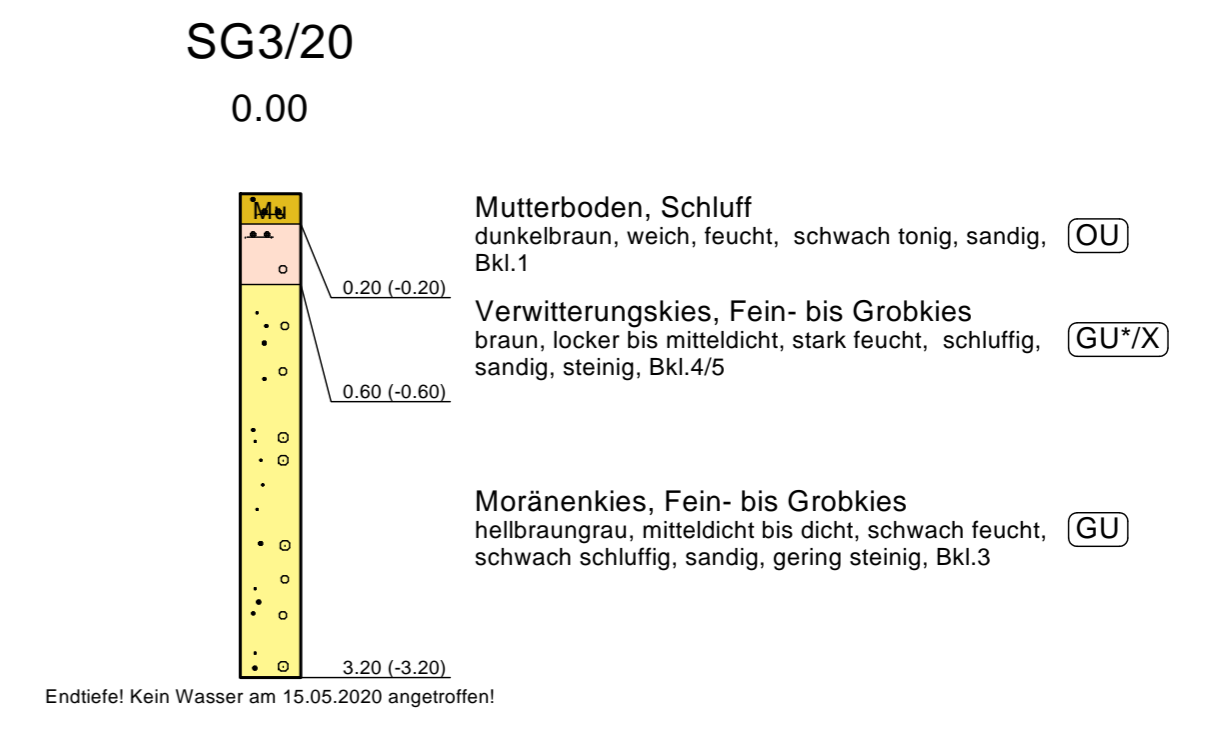 SG3/20
0.00
Mu
Mutterboden, Schluff
dunkelbraun, weich, feucht, schwach tonig, sandig,
Bkl.1
OU
0.20 (-0.20)
Verwitterungskies, Fein- bis Grobkies
braun, locker bis mitteldicht, stark feucht, schluffig,
sandig, steinig, Bkl.4/5
GU*/X
0.60 (-0.60)
Moränenkies, Fein- bis Grobkies
hellbraungrau, mitteldicht bis dicht, schwach feucht,
schwach schluffig, sandig, gering steinig, Bkl.3
GU
3.20 (-3.20)
Endtiefe! Kein Wasser am 15.05.2020 angetroffen!